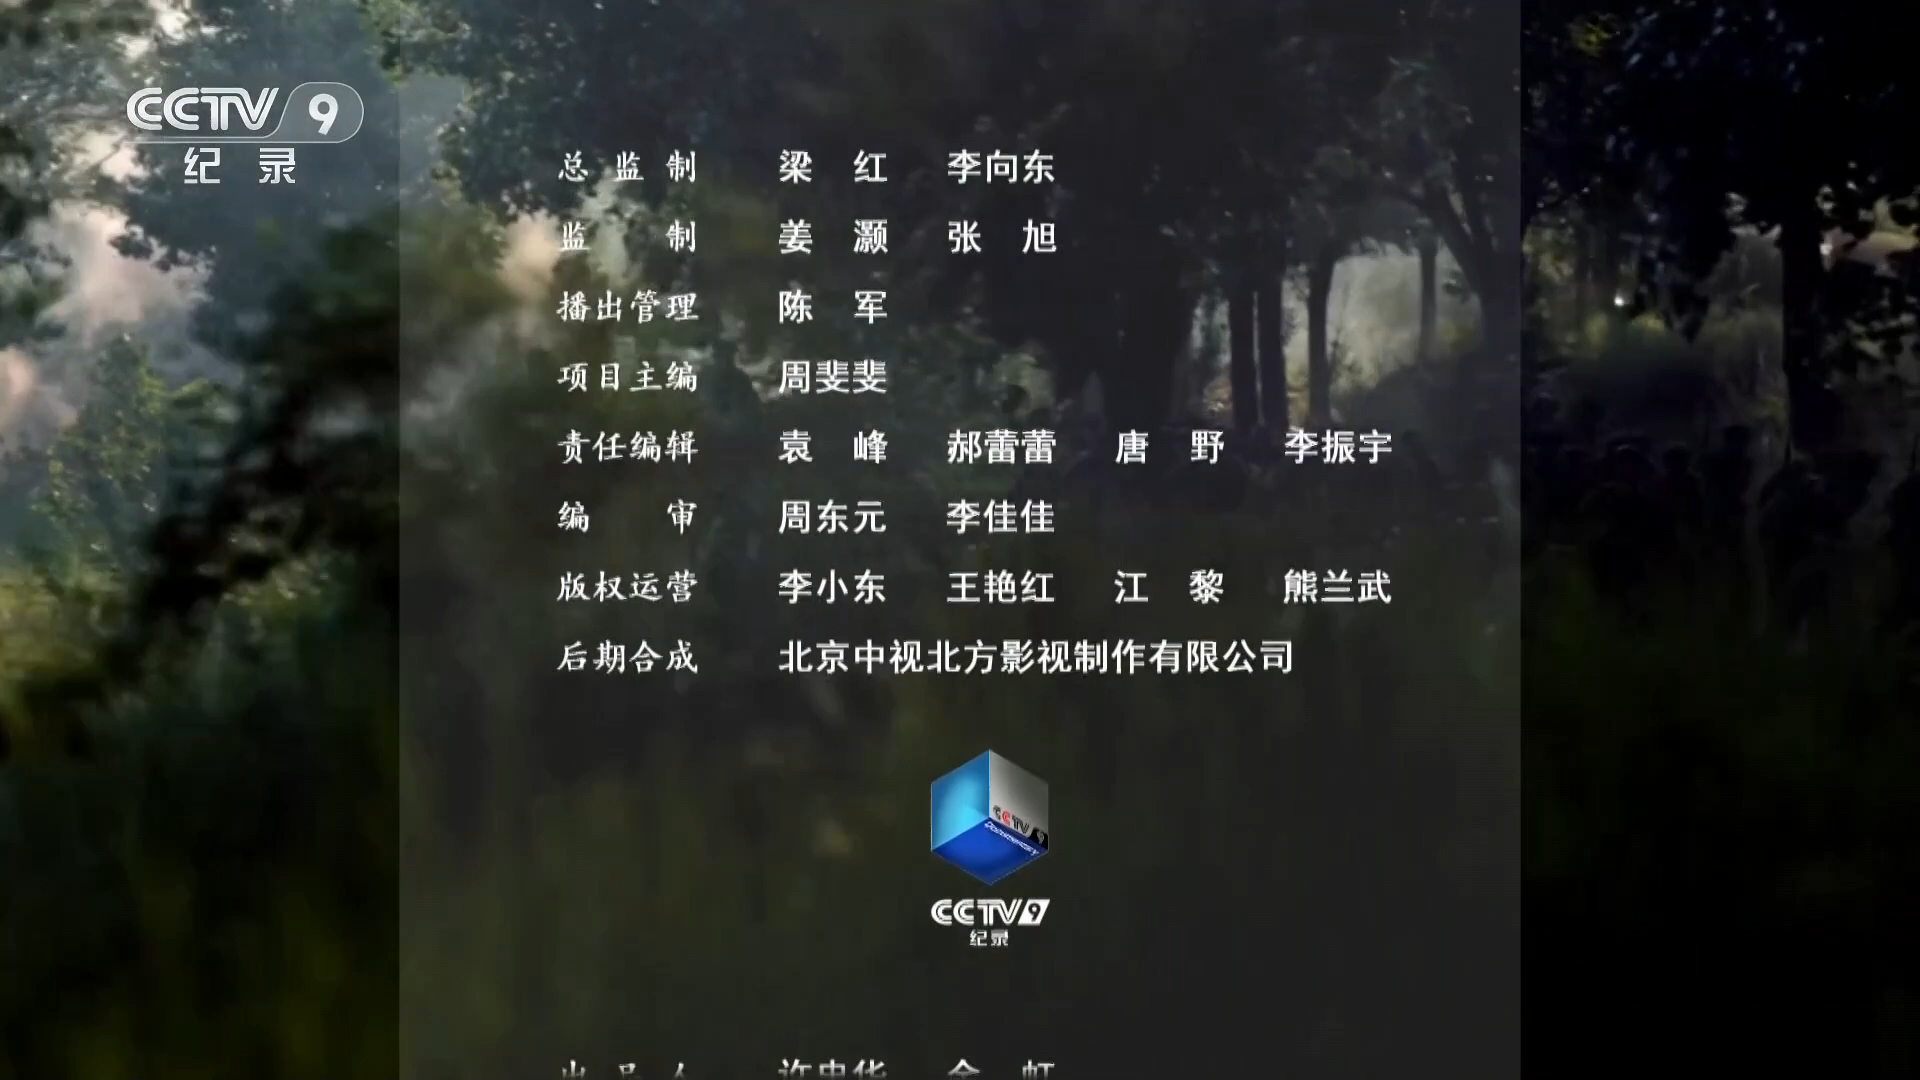 CCTV 9
纪录
总监制 梁红 李向东
监制 姜灏 张旭
播出管理 陈军
项目主编 周斐斐
责任编辑 袁峰 郝蕾蕾 唐野 李振宇
编审 周东元 李佳佳
版权运营 李小东 王艳红 江黎 熊兰武
后期合成 北京中视北方影视制作有限公司
CCTV 9
Documentary
CCTV9
纪录